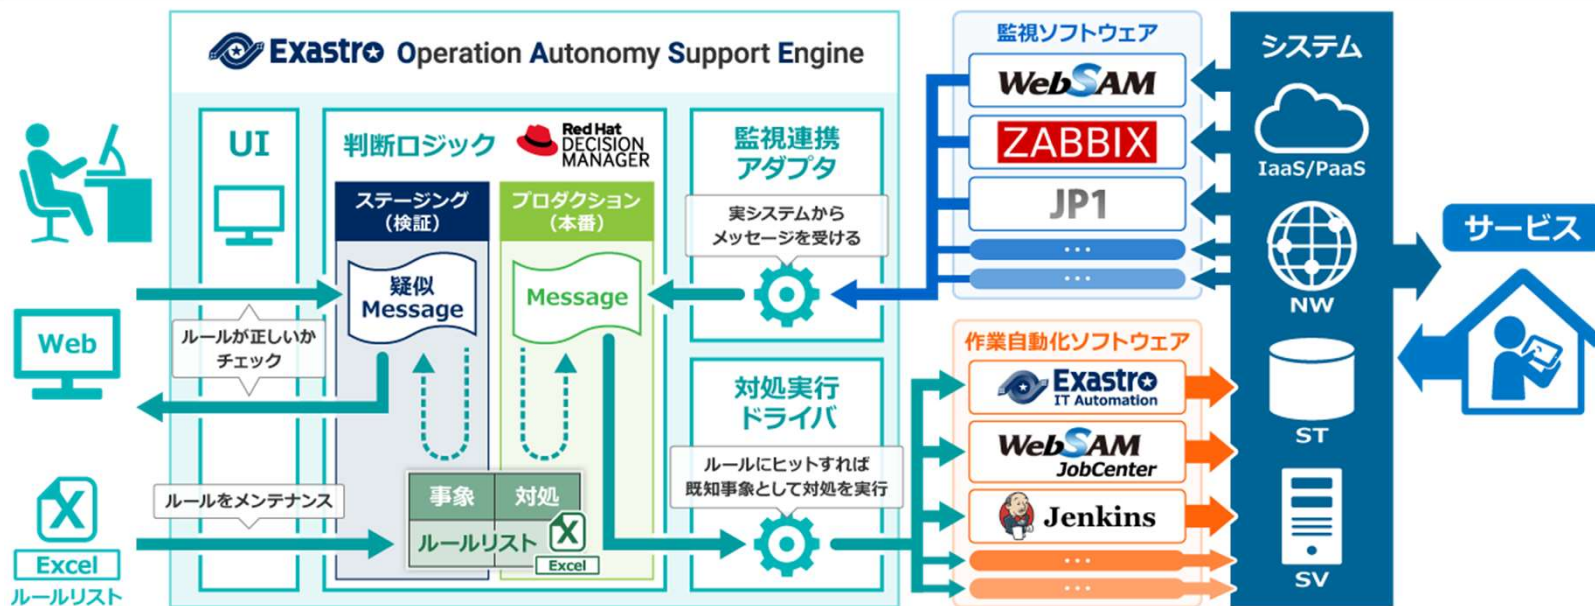 Exastro Operation Autonomy Support Engine
UI
判断ロジック
Red Hat
DECISION
MANAGER
ステージング
(検証)
プロダクション
(本番)
疑似
Message
Message
事象
対処
ルールリスト
Excel
監視連携
アダプタ
実システムから
メッセージを受ける
対処実行
ドライバ
ルールにヒットすれば
既知事象として対処を実行
Web
ルールが正しいか
チェック
ルールをメンテナンス
X
Excel
ルールリスト
監視ソフトウェア
WebSAM
ZABBIX
JP1
...
...
作業自動化ソフトウェア
Exastro
IT Automation
WebSAM
JobCenter
Jenkins
...
...
システム
IaaS/PaaS
NW
ST
SV
サービス